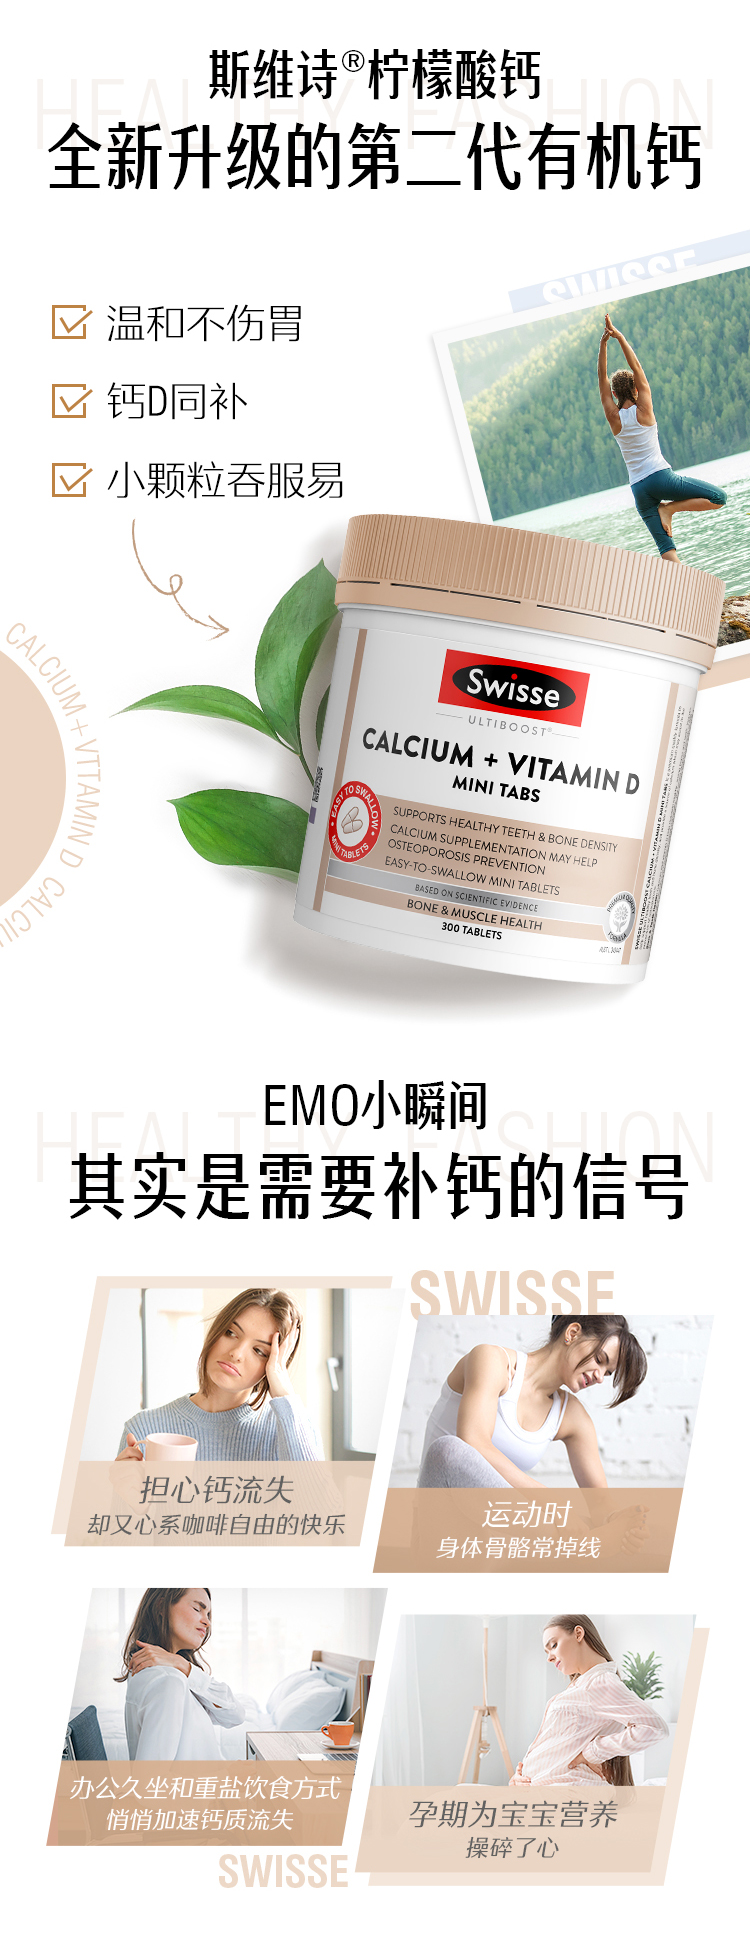 HEALTHY FASHION
斯维诗®柠檬酸钙
全新升级的第二代有机钙
温和不伤胃
钙D同补
小颗粒吞服易
SWISSE
CALCIUM + VTTAMIN D CALCIU
Swisse
ULTIBOOST®
CALCIUM + VITAMIN D
MINI TABS
EASY TO SWALLOW
MINI TABLETS
SUPPORTS HEALTHY TEETH & BONE DENSITY
CALCIUM SUPPLEMENTATION MAY HELP
OSTEOPOROSIS PREVENTION
EASY-TO-SWALLOW MINI TABLETS
BASED ON SCIENTIFIC EVIDENCE
BONE & MUSCLE HEALTH
300 TABLETS
PREMIUM QUALITY
FORMULA
HEALTHY FASHION
EMO小瞬间
其实是需要补钙的信号
SWISSE
担心钙流失
却又心系咖啡自由的快乐
运动时
身体骨骼常掉线
办公久坐和重盐饮食方式
悄悄加速钙质流失
孕期为宝宝营养
操碎了心
SWISSE